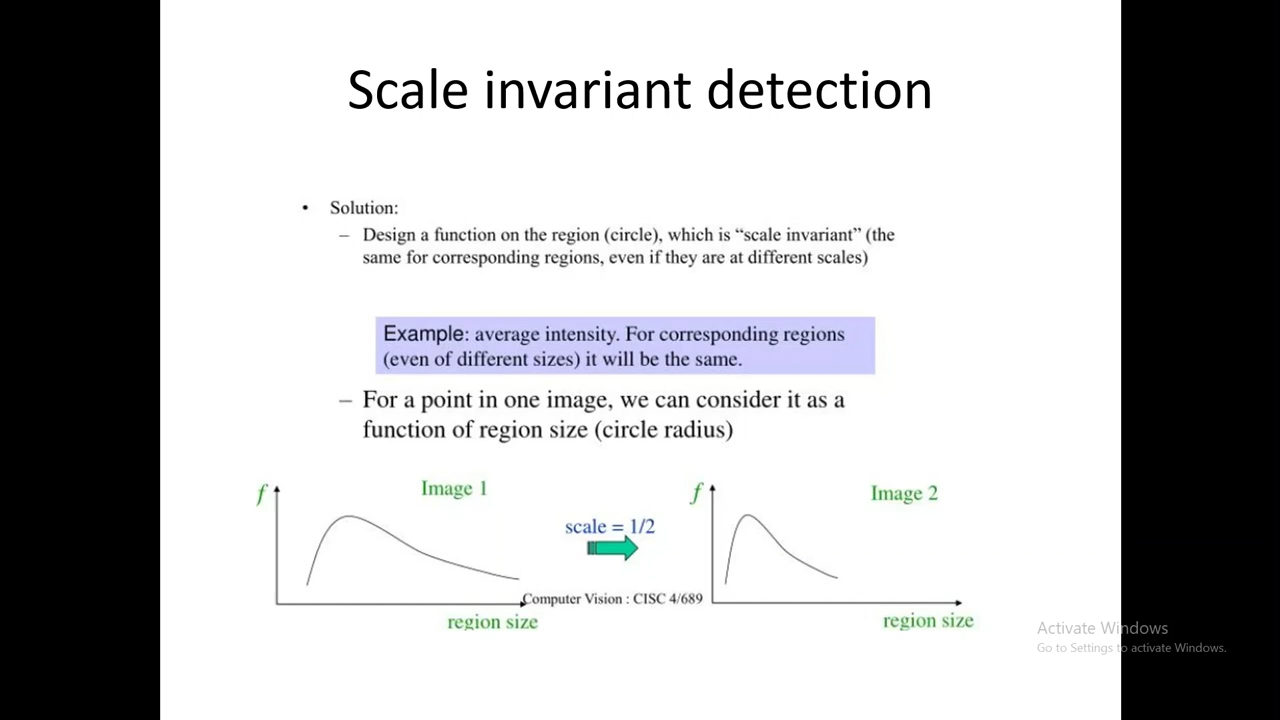 Scale invariant detection
• Solution:
– Design a function on the region (circle), which is “scale invariant” (the
same for corresponding regions, even if they are at different scales)
Example: average intensity. For corresponding regions
(even of different sizes) it will be the same.
– For a point in one image, we can consider it as a
function of region size (circle radius)
f
Image 1
region size
scale = 1/2
f
Image 2
region size
Computer Vision : CISC 4/689
Activate Windows
Go to Settings to activate Windows.